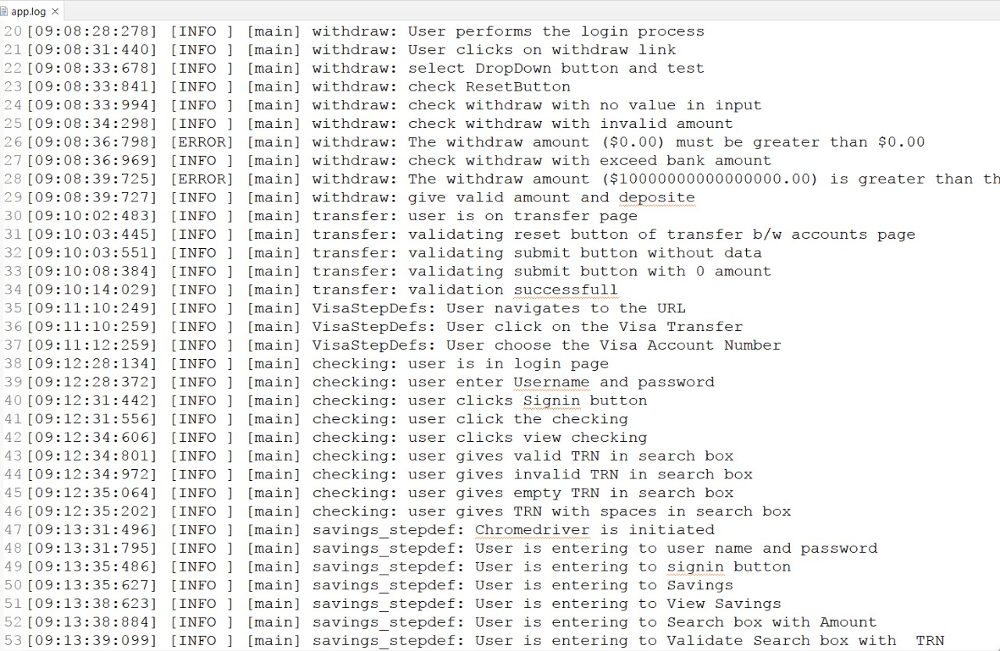 app.log
20 [09:08:28:278] [INFO ] [main] withdraw: User performs the login process
21 [09:08:31:440] [INFO ] [main] withdraw: User clicks on withdraw link
22 [09:08:33:678] [INFO ] [main] withdraw: select DropDown button and test
23 [09:08:33:841] [INFO ] [main] withdraw: check ResetButton
24 [09:08:33:994] [INFO ] [main] withdraw: check withdraw with no value in input
25 [09:08:34:298] [INFO ] [main] withdraw: check withdraw with invalid amount
26 [09:08:36:798] [ERROR] [main] withdraw: The withdraw amount ($0.00) must be greater than $0.00
27 [09:08:36:969] [INFO ] [main] withdraw: check withdraw with exceed bank amount
28 [09:08:39:725] [ERROR] [main] withdraw: The withdraw amount ($10000000000000000.00) is greater than th
29 [09:08:39:727] [INFO ] [main] withdraw: give valid amount and deposite
30 [09:10:02:483] [INFO ] [main] transfer: user is on transfer page
31 [09:10:03:445] [INFO ] [main] transfer: validating reset button of transfer b/w accounts page
32 [09:10:03:551] [INFO ] [main] transfer: validating submit button without data
33 [09:10:08:384] [INFO ] [main] transfer: validating submit button with 0 amount
34 [09:10:14:029] [INFO ] [main] transfer: validation successfull
35 [09:11:10:249] [INFO ] [main] VisaStepDefs: User navigates to the URL
36 [09:11:10:259] [INFO ] [main] VisaStepDefs: User click on the Visa Transfer
37 [09:11:12:259] [INFO ] [main] VisaStepDefs: User choose the Visa Account Number
38 [09:12:28:134] [INFO ] [main] checking: user is in login page
39 [09:12:28:372] [INFO ] [main] checking: user enter Username and password
40 [09:12:31:442] [INFO ] [main] checking: user clicks Signin button
41 [09:12:31:556] [INFO ] [main] checking: user click the checking
42 [09:12:34:606] [INFO ] [main] checking: user clicks view checking
43 [09:12:34:801] [INFO ] [main] checking: user gives valid TRN in search box
44 [09:12:34:972] [INFO ] [main] checking: user gives invalid TRN in search box
45 [09:12:35:064] [INFO ] [main] checking: user gives empty TRN in search box
46 [09:12:35:202] [INFO ] [main] checking: user gives TRN with spaces in search box
47 [09:13:31:496] [INFO ] [main] savings_stepdef: Chromedriver is initiated
48 [09:13:31:795] [INFO ] [main] savings_stepdef: User is entering to user name and password
49 [09:13:35:486] [INFO ] [main] savings_stepdef: User is entering to signin button
50 [09:13:35:627] [INFO ] [main] savings_stepdef: User is entering to Savings
51 [09:13:38:623] [INFO ] [main] savings_stepdef: User is entering to View Savings
52 [09:13:38:884] [INFO ] [main] savings_stepdef: User is entering to Search box with Amount
53 [09:13:39:099] [INFO ] [main] savings_stepdef: User is entering to Validate Search box with  TRN